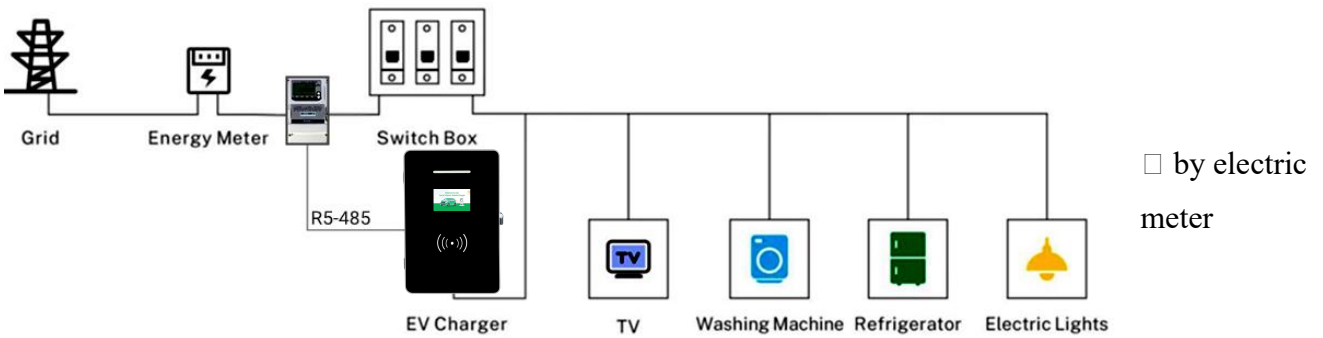 Grid
Energy Meter
Switch Box
R5-485
EV Charger
TV
TV
Washing Machine
Refrigerator
Electric Lights
□ by electric
meter